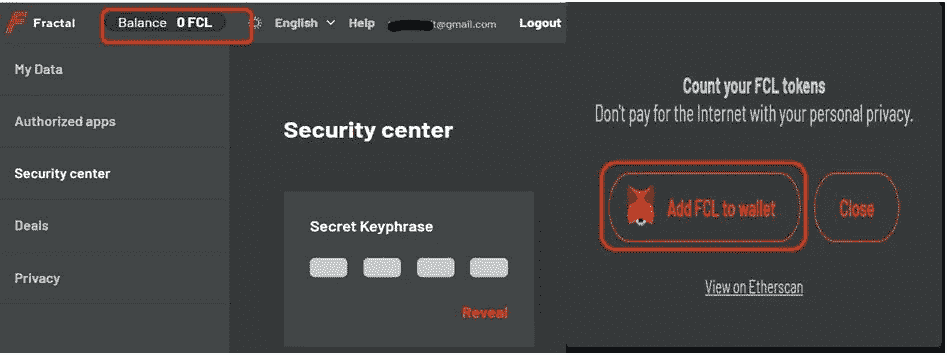 Fractal
Balance 0 FCL
English
Help
t@gmail.com
Logout
My Data
Authorized apps
Security center
Deals
Privacy
Security center
Secret Keyphrase
Reveal
Count your FCL tokens
Don't pay for the Internet with your personal privacy.
Add FCL to wallet
Close
View on Etherscan